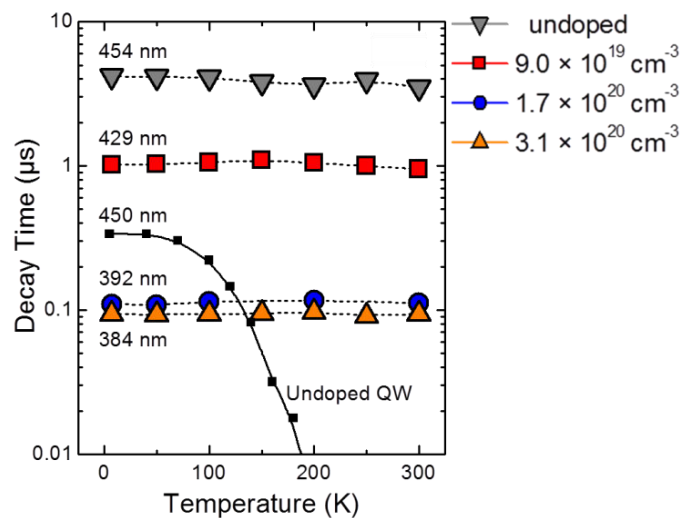 undoped
9.0 × 10¹⁹ cm⁻³
1.7 × 10²⁰ cm⁻³
3.1 × 10²⁰ cm⁻³
10
1
0.1
0.01
Decay Time (µs)
454 nm
429 nm
450 nm
392 nm
384 nm
Undoped QW
0
100
200
300
Temperature (K)